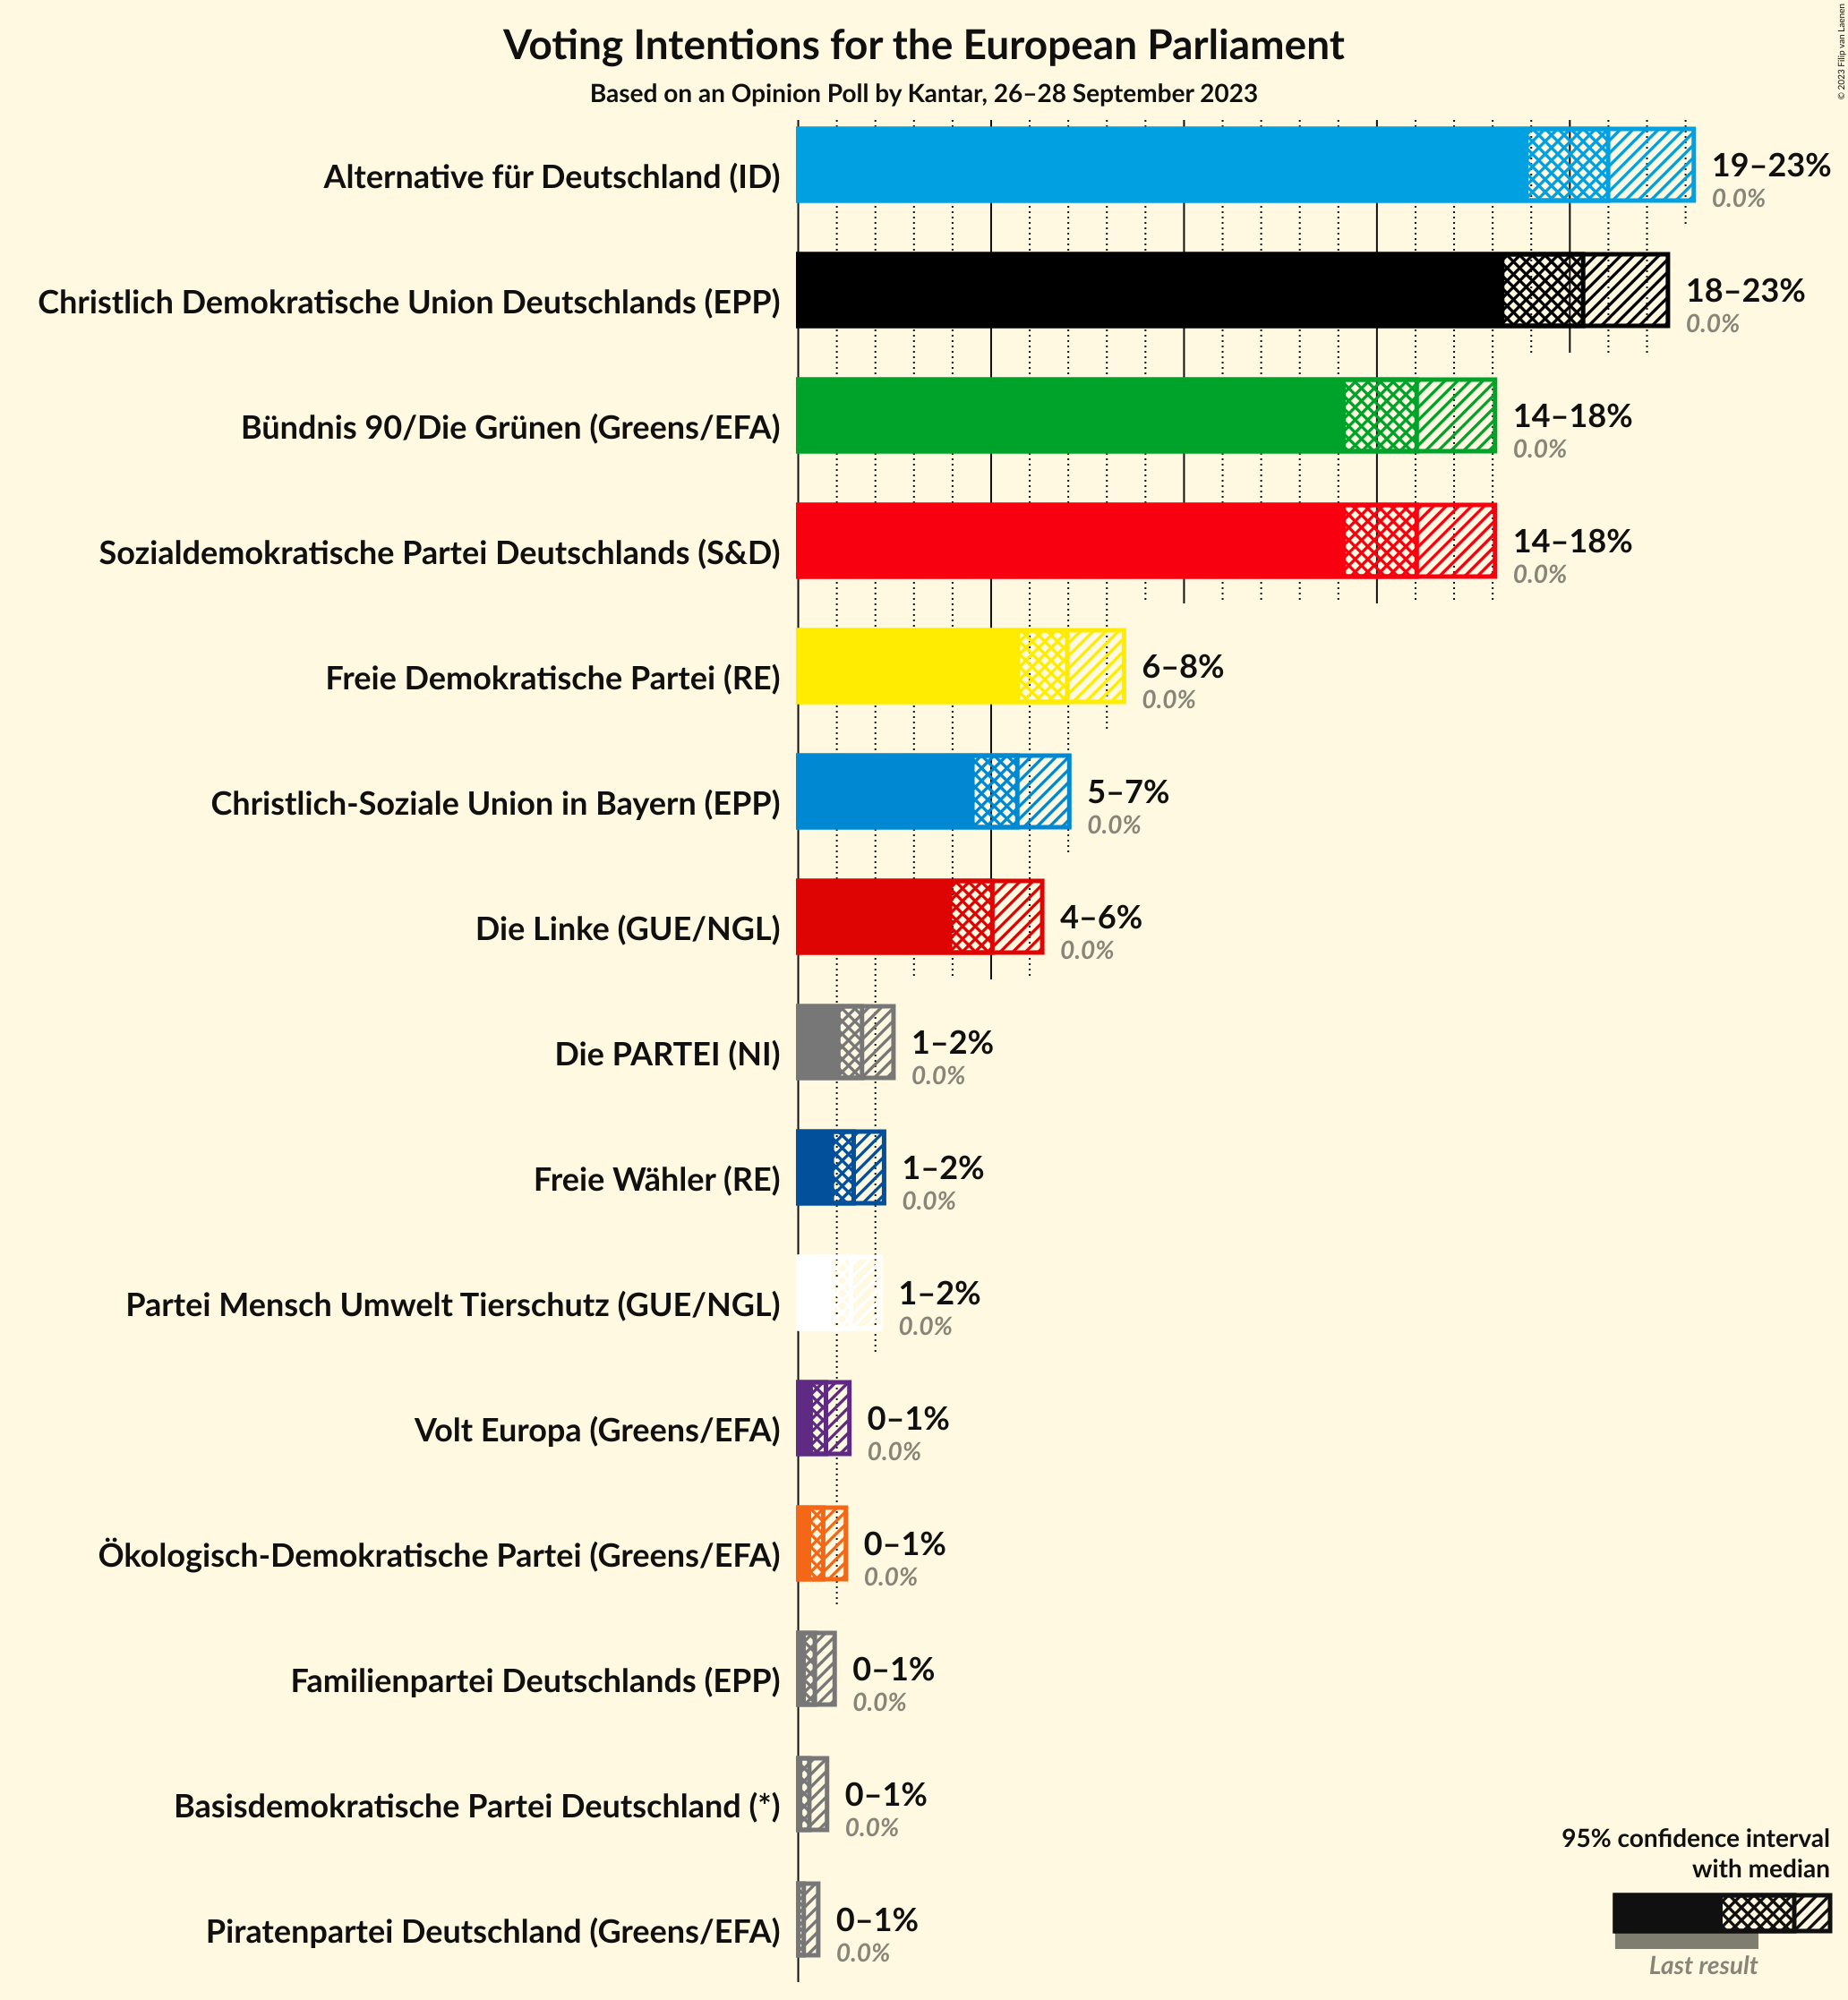 Voting Intentions for the European Parliament
Based on an Opinion Poll by Kantar, 26–28 September 2023
© 2023 Filip van Laenen
Alternative für Deutschland (ID)
19–23%
0.0%
Christlich Demokratische Union Deutschlands (EPP)
18–23%
0.0%
Bündnis 90/Die Grünen (Greens/EFA)
14–18%
0.0%
Sozialdemokratische Partei Deutschlands (S&D)
14–18%
0.0%
Freie Demokratische Partei (RE)
6–8%
0.0%
Christlich-Soziale Union in Bayern (EPP)
5–7%
0.0%
Die Linke (GUE/NGL)
4–6%
0.0%
Die PARTEI (NI)
1–2%
0.0%
Freie Wähler (RE)
1–2%
0.0%
Partei Mensch Umwelt Tierschutz (GUE/NGL)
1–2%
0.0%
Volt Europa (Greens/EFA)
0–1%
0.0%
Ökologisch-Demokratische Partei (Greens/EFA)
0–1%
0.0%
Familienpartei Deutschlands (EPP)
0–1%
0.0%
Basisdemokratische Partei Deutschland (*)
0–1%
0.0%
Piratenpartei Deutschland (Greens/EFA)
0–1%
0.0%
95% confidence interval
with median
Last result